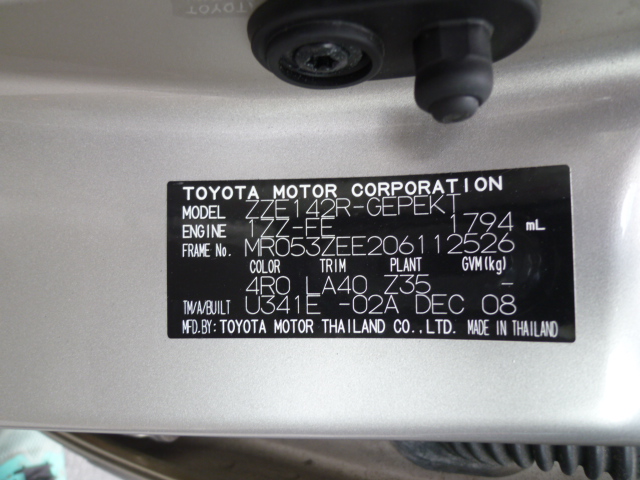 TOYOTA MOTOR CORPORATION
MODEL ZZE142R-GEPEKT
ENGINE 1ZZ-FE 1794 mL
FRAME No. MR053ZEE206112526
COLOR TRIM PLANT GVM(kg)
4R0 LA40 Z35 -
TM/A/BUILT U341E -02A DEC 08
MFD.BY: TOYOTA MOTOR THAILAND CO., LTD. MADE IN THAILAND